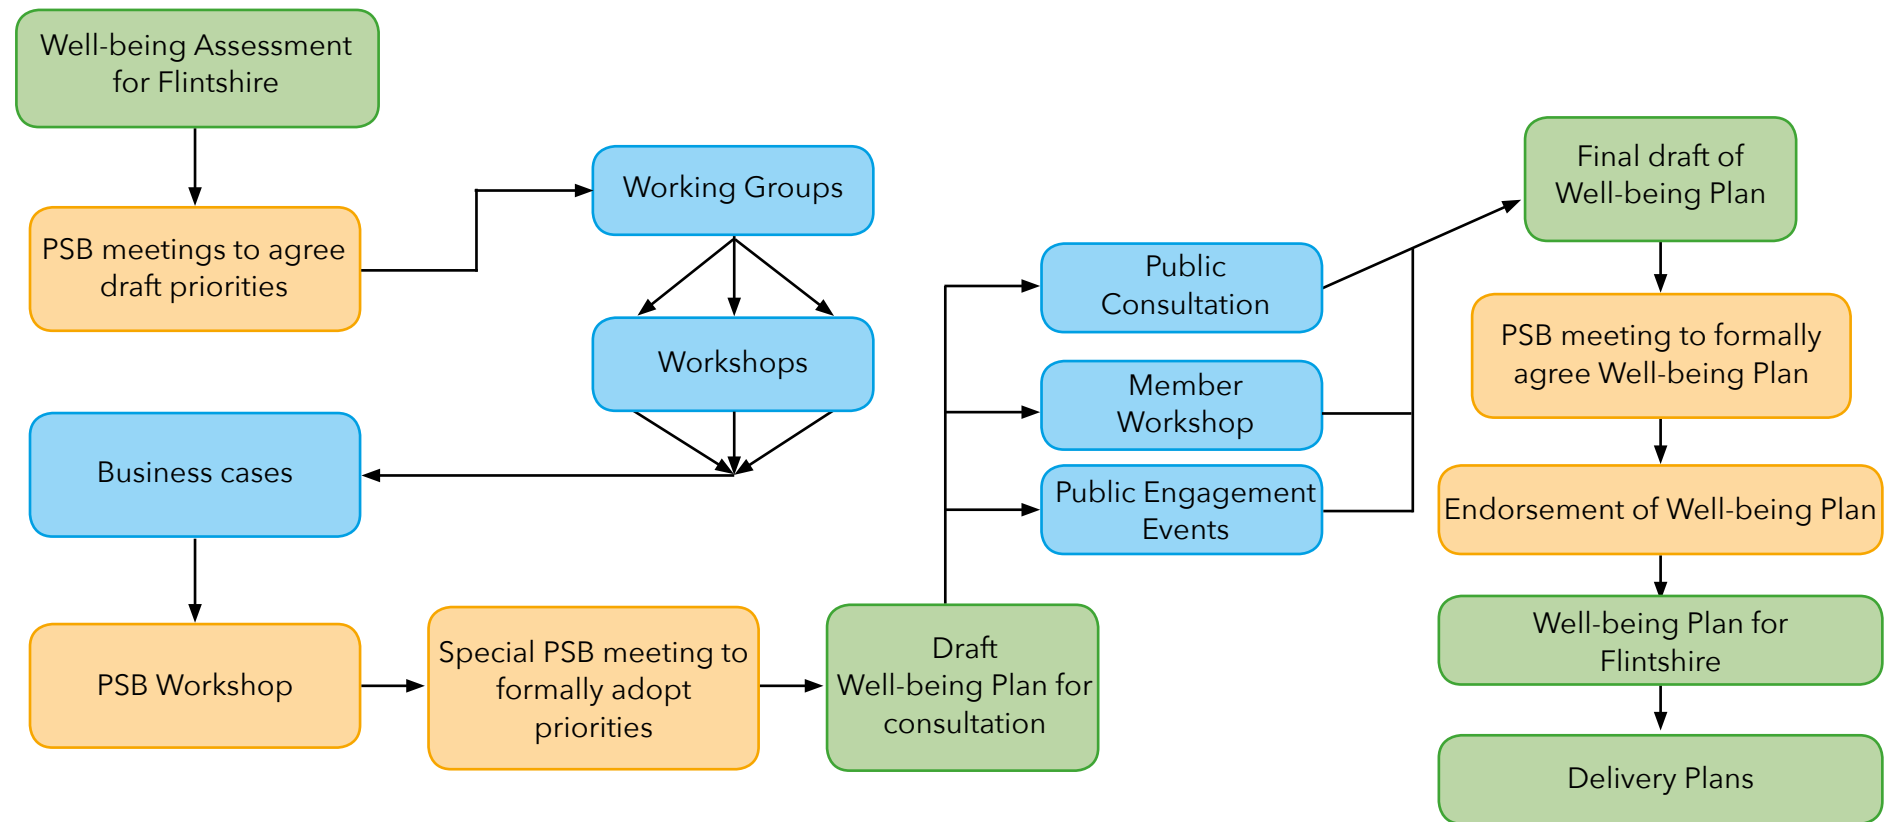 Well-being Assessment
for Flintshire
PSB meetings to agree
draft priorities
Working Groups
Workshops
Business cases
PSB Workshop
Special PSB meeting to
formally adopt
priorities
Draft
Well-being Plan for
consultation
Public
Consultation
Member
Workshop
Public Engagement
Events
Final draft of
Well-being Plan
PSB meeting to formally
agree Well-being Plan
Endorsement of Well-being Plan
Well-being Plan for
Flintshire
Delivery Plans